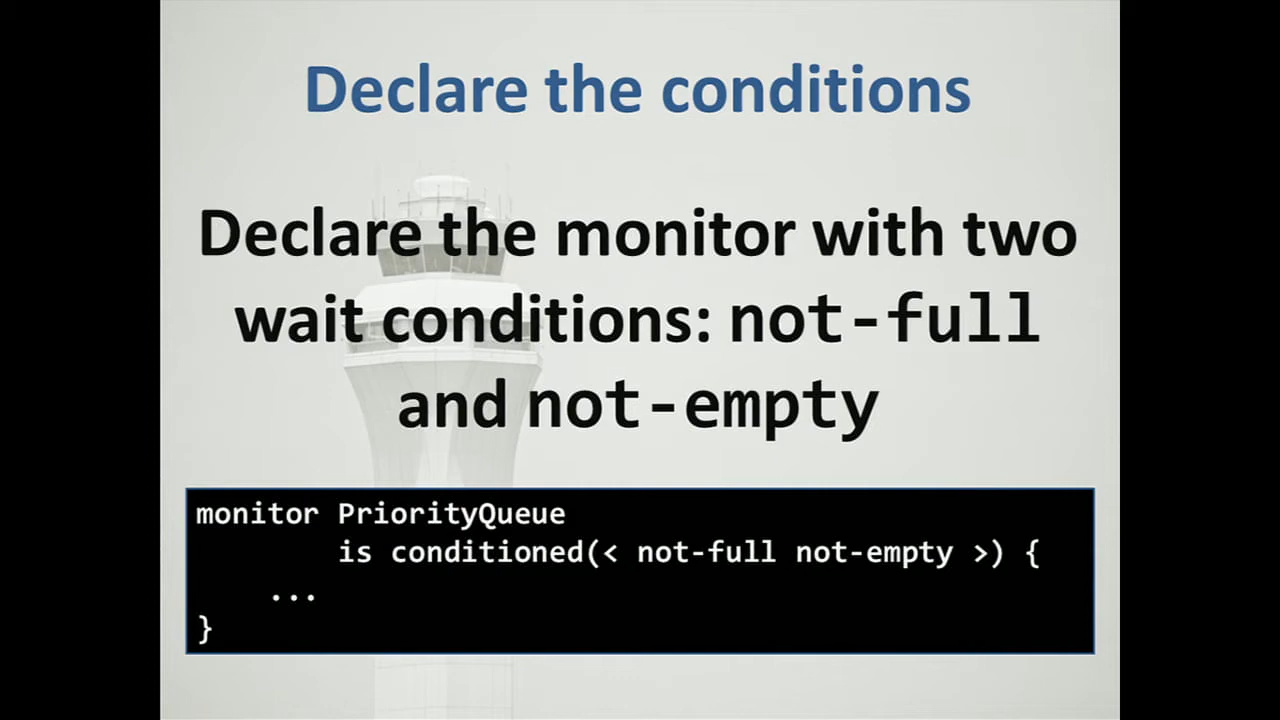 Declare the conditions
Declare the monitor with two
wait conditions: not-full
and not-empty
monitor PriorityQueue
        is conditioned(< not-full not-empty >) {
    ...
}